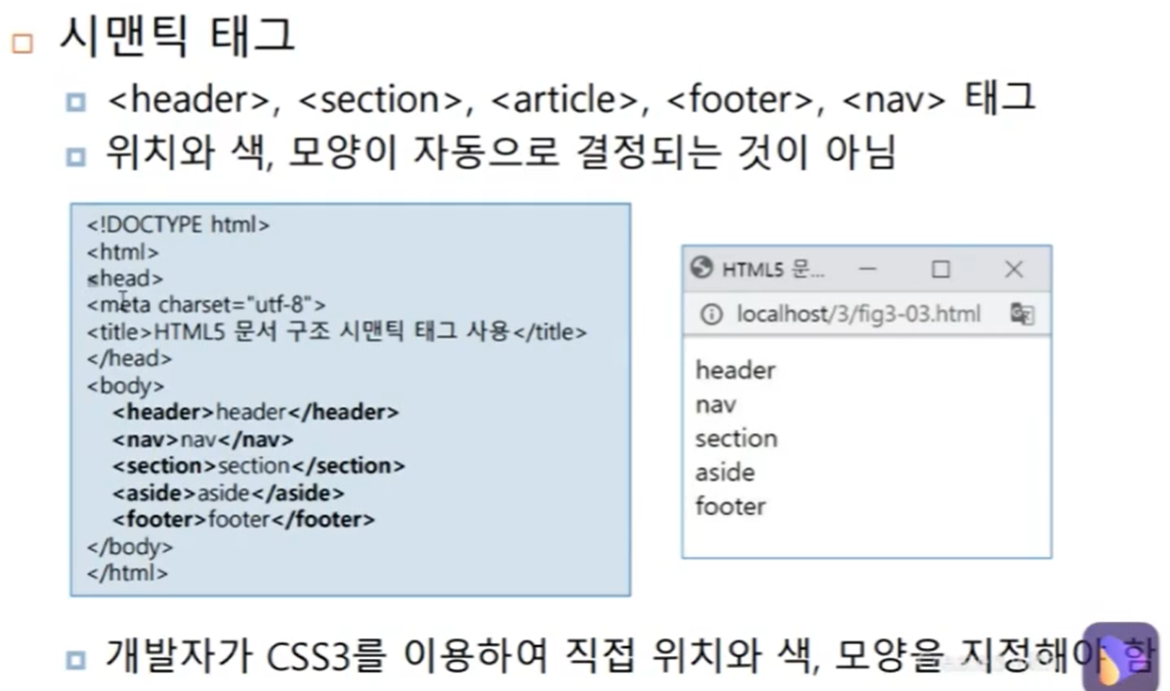 시맨틱 태그
<header>, <section>, <article>, <footer>, <nav> 태그
위치와 색, 모양이 자동으로 결정되는 것이 아님
<!DOCTYPE html>
<html>
<head>
<meta charset="utf-8">
<title>HTML5 문서 구조 시맨틱 태그 사용</title>
</head>
<body>
<header>header</header>
<nav>nav</nav>
<section>section</section>
<aside>aside</aside>
<footer>footer</footer>
</body>
</html>
HTML5 문...
localhost/3/fig3-03.html
header
nav
section
aside
footer
개발자가 CSS3를 이용하여 직접 위치와 색, 모양을 지정해야 함